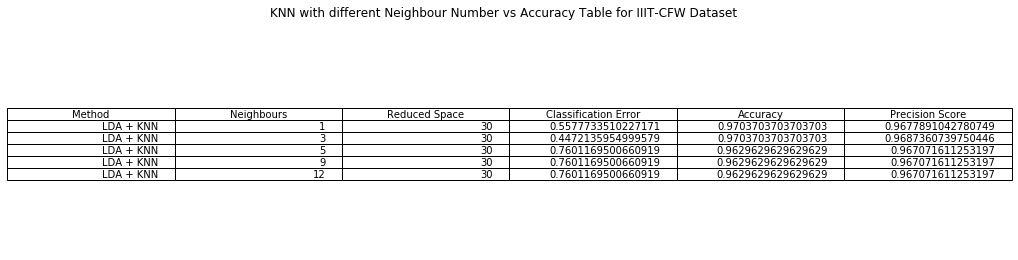 KNN with different Neighbour Number vs Accuracy Table for IIIT-CFW Dataset
Method Neighbours Reduced Space Classification Error Accuracy Precision Score
LDA + KNN 1 30 0.5577733510227171 0.9703703703703703 0.9677891042780749
LDA + KNN 3 30 0.4472135954999579 0.9703703703703703 0.9687360739750446
LDA + KNN 5 30 0.7601169500660919 0.9629629629629629 0.967071611253197
LDA + KNN 9 30 0.7601169500660919 0.9629629629629629 0.967071611253197
LDA + KNN 12 30 0.7601169500660919 0.9629629629629629 0.967071611253197